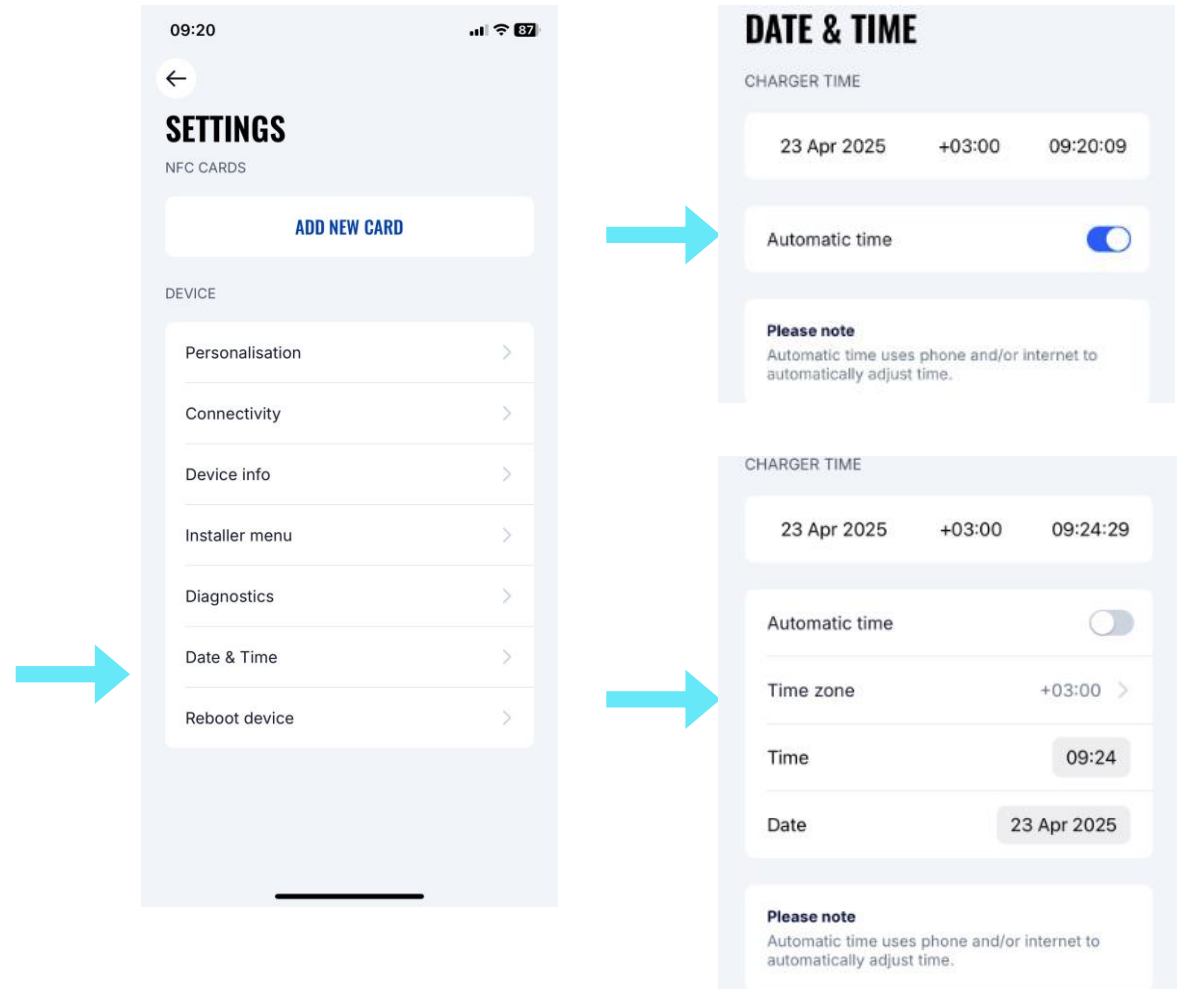 09:20
87
SETTINGS
NFC CARDS
ADD NEW CARD
DEVICE
Personalisation
Connectivity
Device info
Installer menu
Diagnostics
Date & Time
Reboot device
DATE & TIME
CHARGER TIME
23 Apr 2025 +03:00 09:20:09
Automatic time
Please note
Automatic time uses phone and/or internet to
automatically adjust time.
CHARGER TIME
23 Apr 2025 +03:00 09:24:29
Automatic time
Time zone +03:00
Time 09:24
Date 23 Apr 2025
Please note
Automatic time uses phone and/or internet to
automatically adjust time.